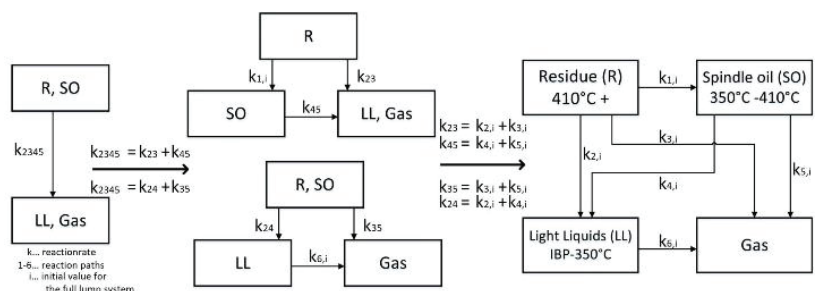 R, SO
k2345
LL, Gas
k... reactionrate
1-6... reaction paths
i... initial value for
the full lump system
k2345 = k23 + k45
k2345 = k24 + k35
R
k1,i
k23
SO
k45
LL, Gas
R, SO
k24
k35
LL
k6,i
Gas
k23 = k2,i + k3,i
k45 = k4,i + k5,i
k35 = k3,i + k5,i
k24 = k2,i + k4,i
Residue (R)
410°C +
k1,i
Spindle oil (SO)
350°C -410°C
k2,i
k3,i
k4,i
k5,i
Light Liquids (LL)
IBP-350°C
k6,i
Gas